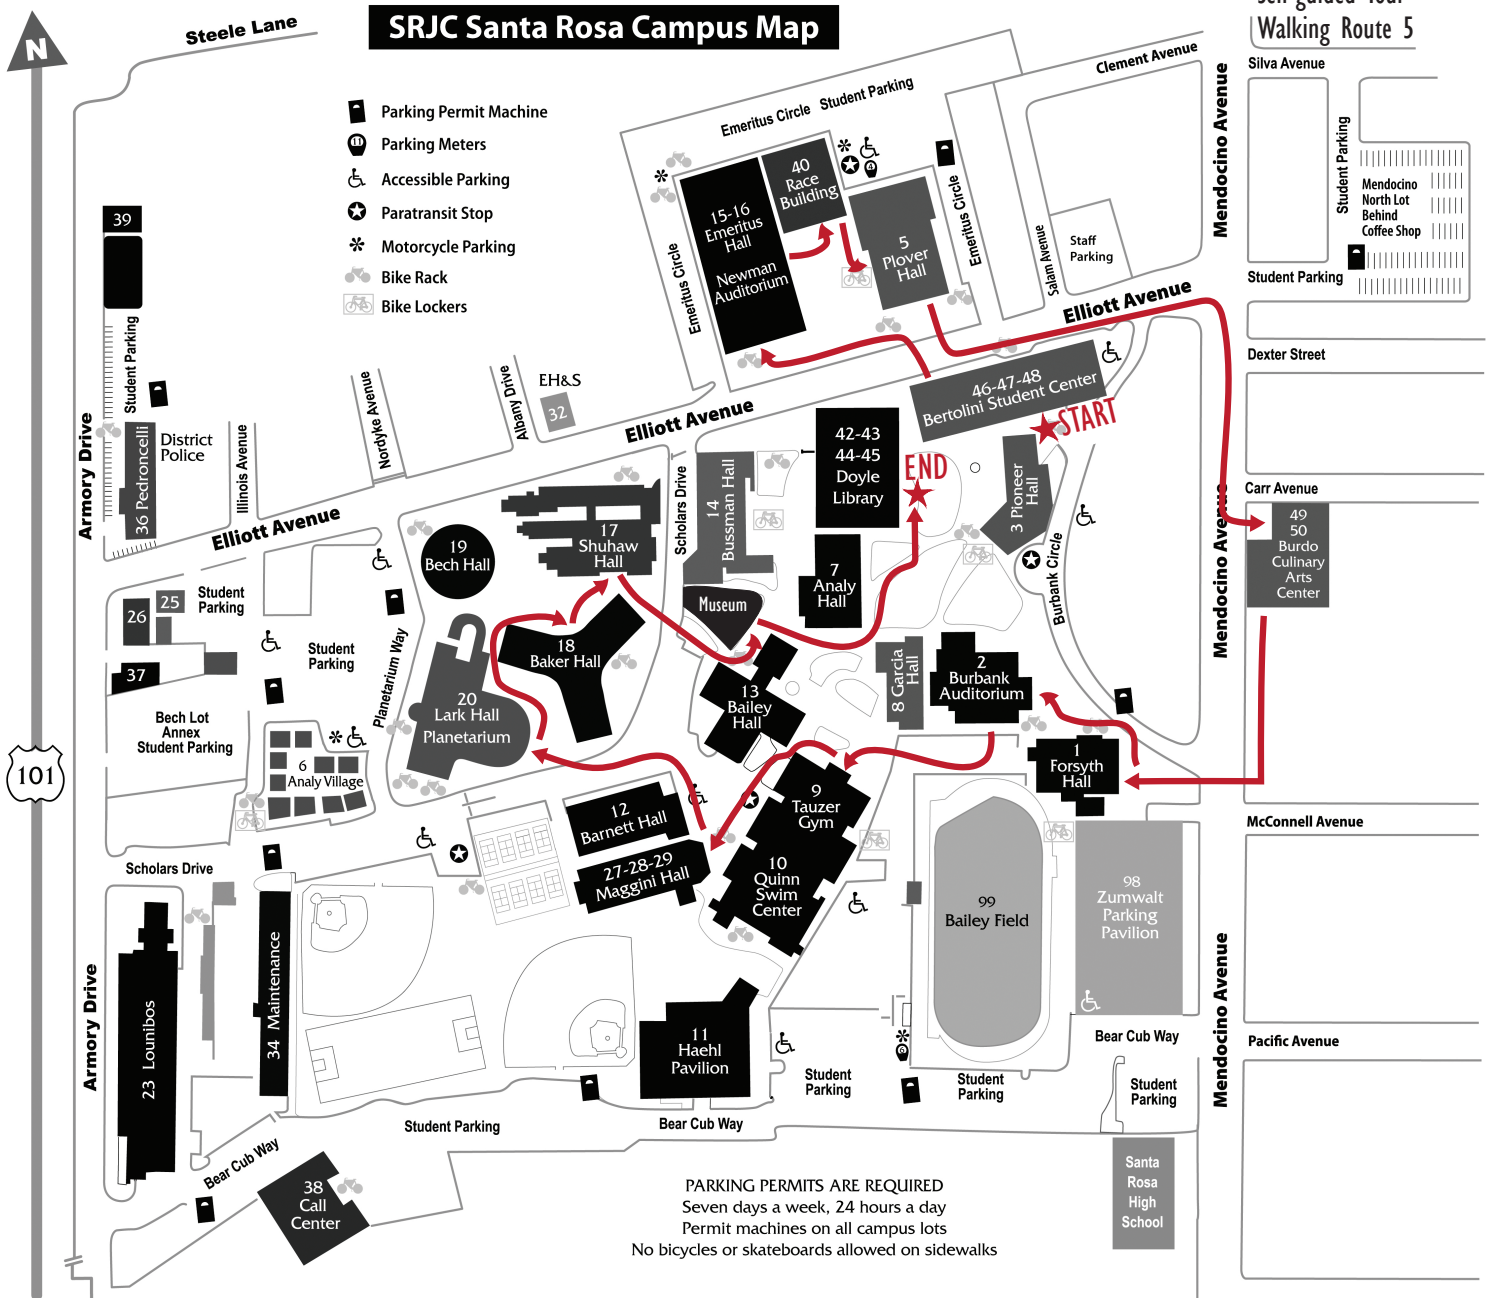 self-guided Tour
Walking Route 5
SRJC Santa Rosa Campus Map
N
Steele Lane
Parking Permit Machine
11
Parking Meters
Accessible Parking
Paratransit Stop
Motorcycle Parking
Bike Rack
Bike Lockers
Emeritus Circle
Student Parking
Clement Avenue
Mendocino Avenue
Silva Avenue
Student Parking
Mendocino
North Lot
Behind
Coffee Shop
Student Parking
40
Race
Building
4
15-16
Emeritus
Hall
Newman
Auditorium
5
Plover
Hall
Emeritus Circle
Emeritus Circle
Salam Avenue
Staff
Parking
Elliott Avenue
Dexter Street
39
Student Parking
Armory Drive
36 Pedroncelli
District
Police
Illinois Avenue
Nordyke Avenue
Albany Drive
EH&S
32
Elliott Avenue
Elliott Avenue
46-47-48
Bertolini Student Center
START
42-43
44-45
Doyle
Library
END
3 Pioneer
Hall
Carr Avenue
49
50
Burdo
Culinary
Arts
Center
Mendocino Avenue
Burbank Circle
Scholars Drive
14
Bussman Hall
17
Shuhaw
Hall
19
Bech Hall
7
Analy
Hall
Museum
26
25
Student
Parking
37
Student
Parking
Planetarium Way
18
Baker Hall
20
Lark Hall
Planetarium
13
Bailey
Hall
8 Garcia
Hall
2
Burbank
Auditorium
1
Forsyth
Hall
Bech Lot
Annex
Student Parking
6
Analy Village
101
9
Tauzer
Gym
12
Barnett Hall
27-28-29
Maggini Hall
10
Quinn
Swim
Center
McConnell Avenue
Scholars Drive
99
Bailey Field
98
Zumwalt
Parking
Pavilion
Armory Drive
23 Lounibos
34 Maintenance
11
Haehl
Pavilion
6
Bear Cub Way
Mendocino Avenue
Pacific Avenue
Student
Parking
Student
Parking
Student
Parking
Student Parking
Bear Cub Way
Bear Cub Way
38
Call
Center
Santa
Rosa
High
School
PARKING PERMITS ARE REQUIRED
Seven days a week, 24 hours a day
Permit machines on all campus lots
No bicycles or skateboards allowed on sidewalks